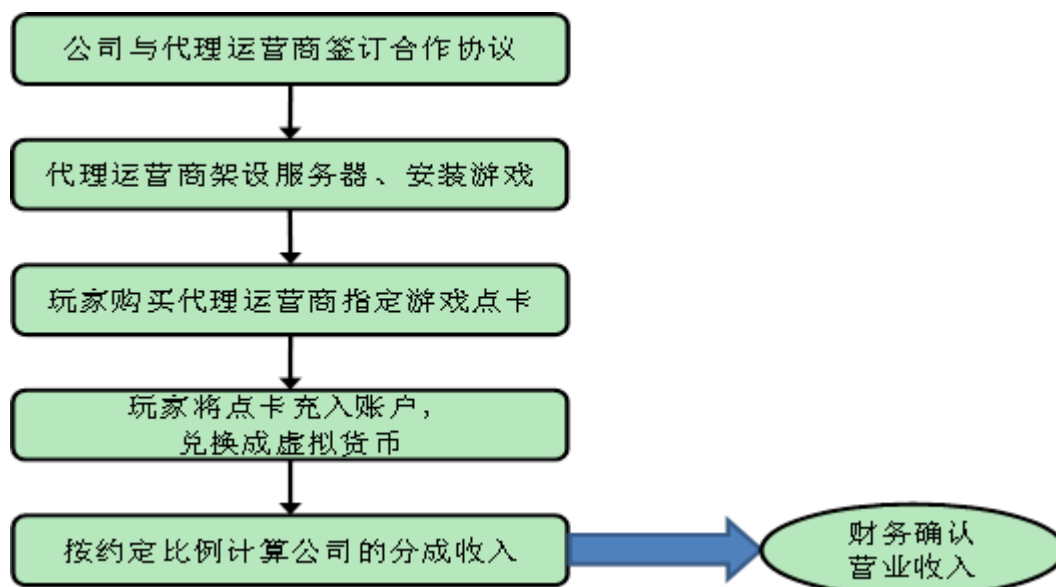 公司与代理运营商签订合作协议
代理运营商架设服务器、安装游戏
玩家购买代理运营商指定游戏点卡
玩家将点卡充入账户,
兑换成虚拟货币
按约定比例计算公司的分成收入
财务确认
营业收入